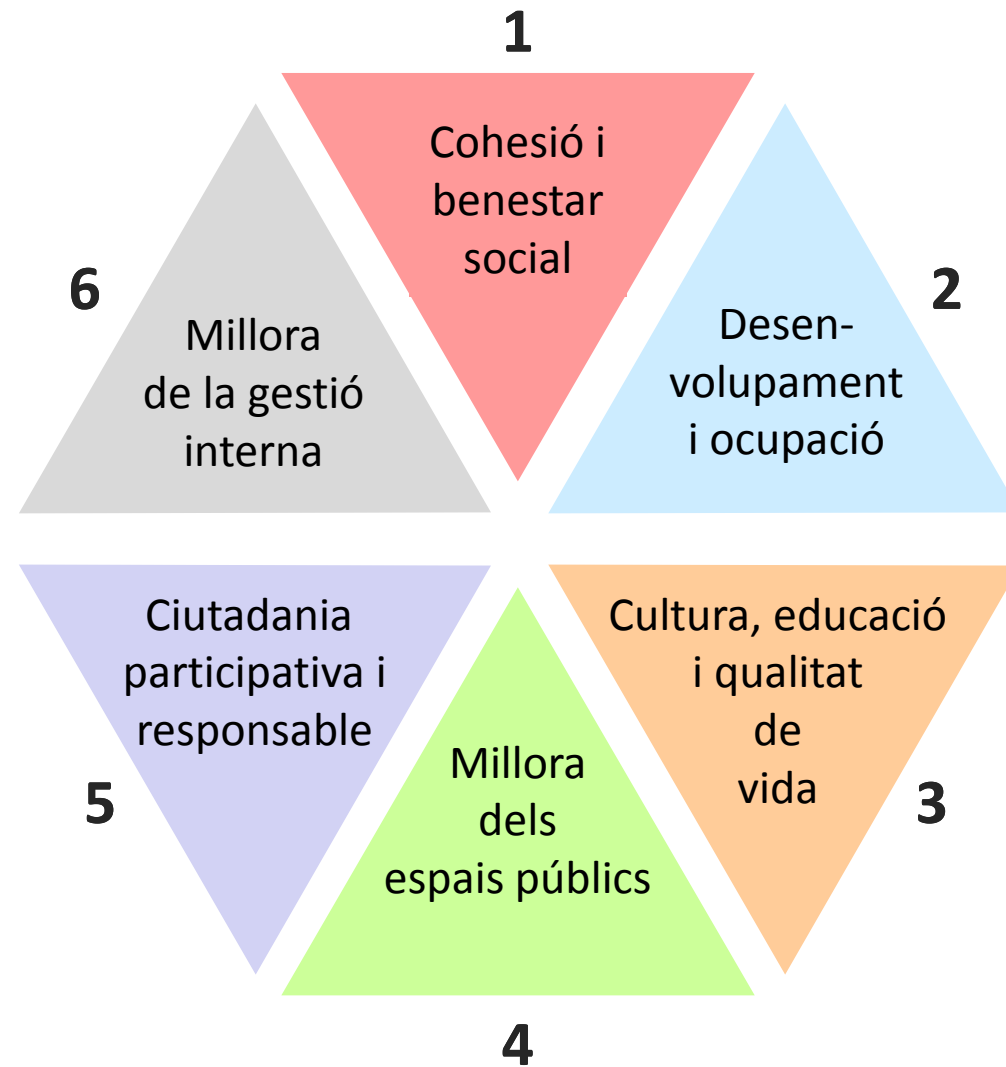 1
Cohesió i
benestar
social
2
Desen-
volupament
i ocupació
3
Cultura, educació
i qualitat
de
vida
4
Millora
dels
espais públics
5
Ciutadania
participativa i
responsable
6
Millora
de la gestió
interna